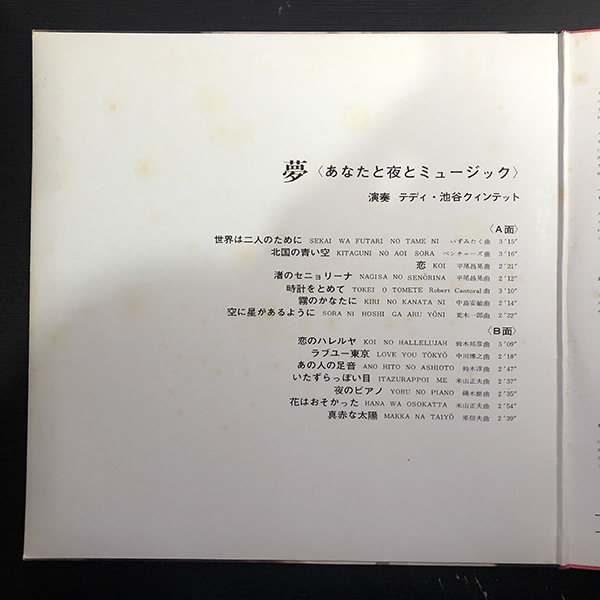 夢〈あなたと夜とミュージック〉
演奏 テディ・池谷クィンテット
〈A面〉
世界は二人のために SEKAI WA FUTARI NO TAME NI いずみたく曲 3′15″
北国の青い空 KITAGUNI NO AOI SORA ベンチャーズ曲 3′16″
恋 KOI 平尾昌晃曲 2′21″
渚のセニョリーナ NAGISA NO SENŌRINA 平尾昌晃曲 2′12″
時計をとめて TOKEI O TOMETE Robert Cantoral曲 3′10″
霧のかなたに KIRI NO KANATA NI 中島安敏曲 2′14″
空に星があるように SORA NI HOSHI GA ARU YŌNI 荒木一郎曲 2′22″
〈B面〉
恋のハレルヤ KOI NO HALLELUJAH 鈴木邦彦曲 3′09″
ラブユー東京 LOVE YOU TŌKYŌ 中川博之曲 2′18″
あの人の足音 ANO HITO NO ASHIOTO 鈴木淳曲 2′47″
いたずらっぽい目 ITAZURAPPOI ME 米山正夫曲 2′37″
夜のピアノ YORU NO PIANO 曲 2′35″
花はおそかった HANA WA OSOKATTA 米山正夫曲 2′54″
真赤な太陽 MAKKA NA TAIYŌ 原信夫曲 2′39″